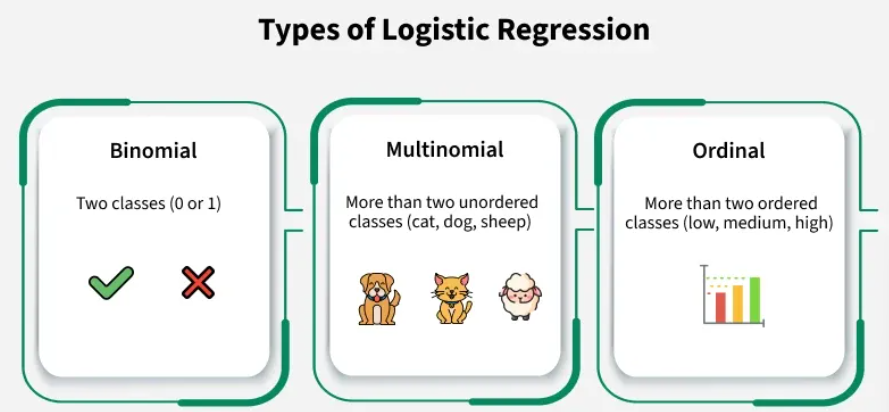 Types of Logistic Regression
Binomial
Two classes (0 or 1)
Multinomial
More than two unordered
classes (cat, dog, sheep)
Ordinal
More than two ordered
classes (low, medium, high)